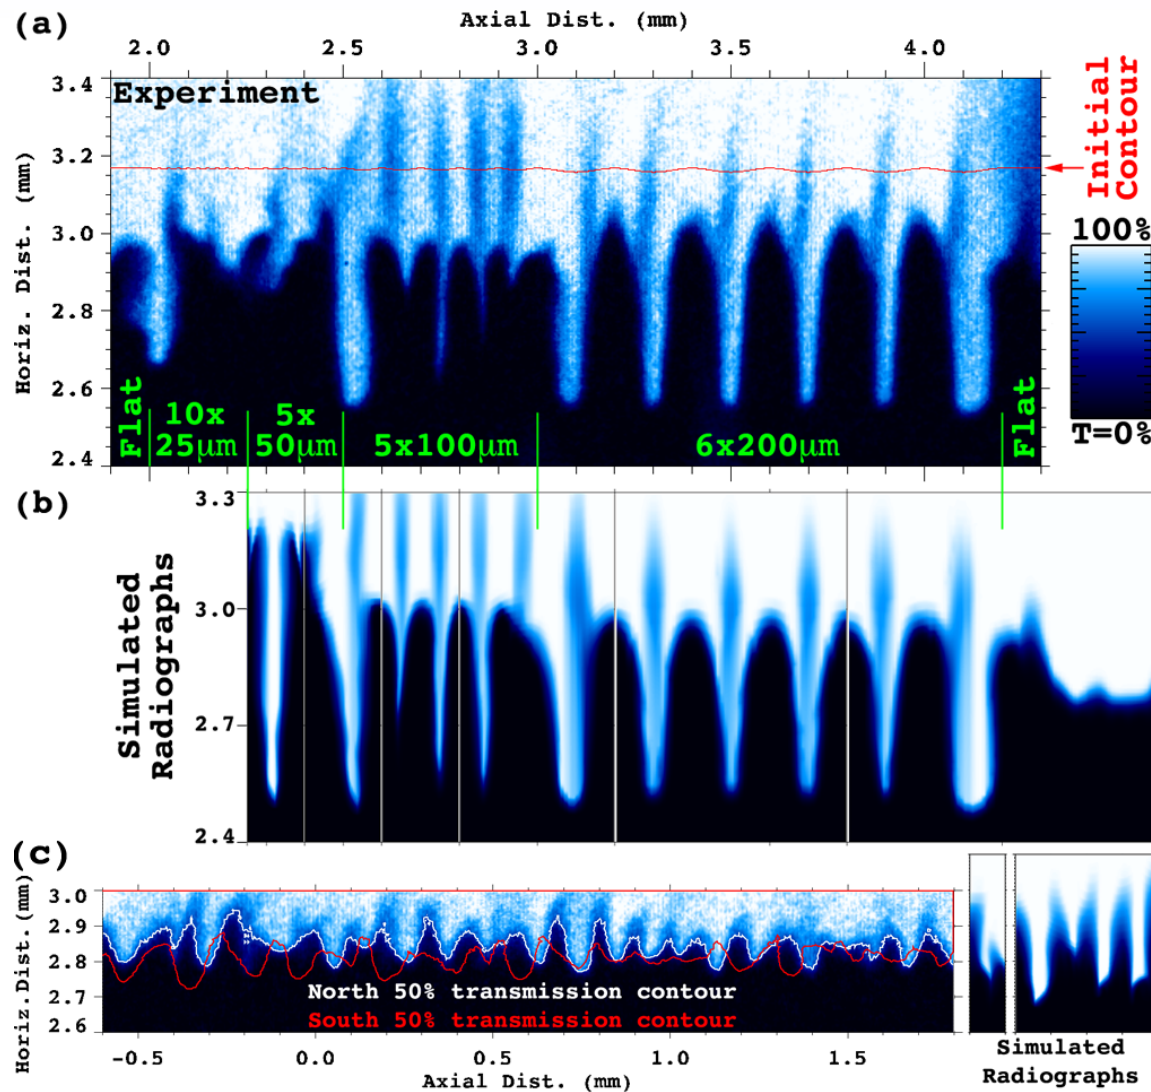 (a)
Axial Dist. (mm)
2.0 2.5 3.0 3.5 4.0
Experiment
Horiz. Dist. (mm)
3.4
3.2
3.0
2.8
2.6
2.4
Initial
Contour
100%
T=0%
Flat
10x
25μm
5x
50μm
5x100μm
6x200μm
Flat
(b)
Simulated
Radiographs
3.3
3.0
2.7
2.4
(c)
Horiz.Dist.(mm)
3.0
2.9
2.8
2.7
2.6
North 50% transmission contour
South 50% transmission contour
-0.5 0.0 0.5 1.0 1.5
Axial Dist. (mm)
Simulated
Radiographs